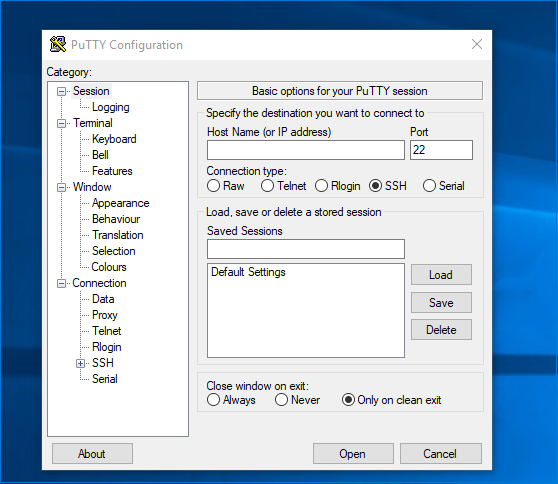 PuTTY Configuration
Category:
Session
Logging
Terminal
Keyboard
Bell
Features
Window
Appearance
Behaviour
Translation
Selection
Colours
Connection
Data
Proxy
Telnet
Rlogin
SSH
Serial
Basic options for your PuTTY session
Specify the destination you want to connect to
Host Name (or IP address) Port
22
Connection type:
Raw Telnet Rlogin SSH Serial
Load, save or delete a stored session
Saved Sessions
Default Settings
Load
Save
Delete
Close window on exit:
Always Never Only on clean exit
About Open Cancel